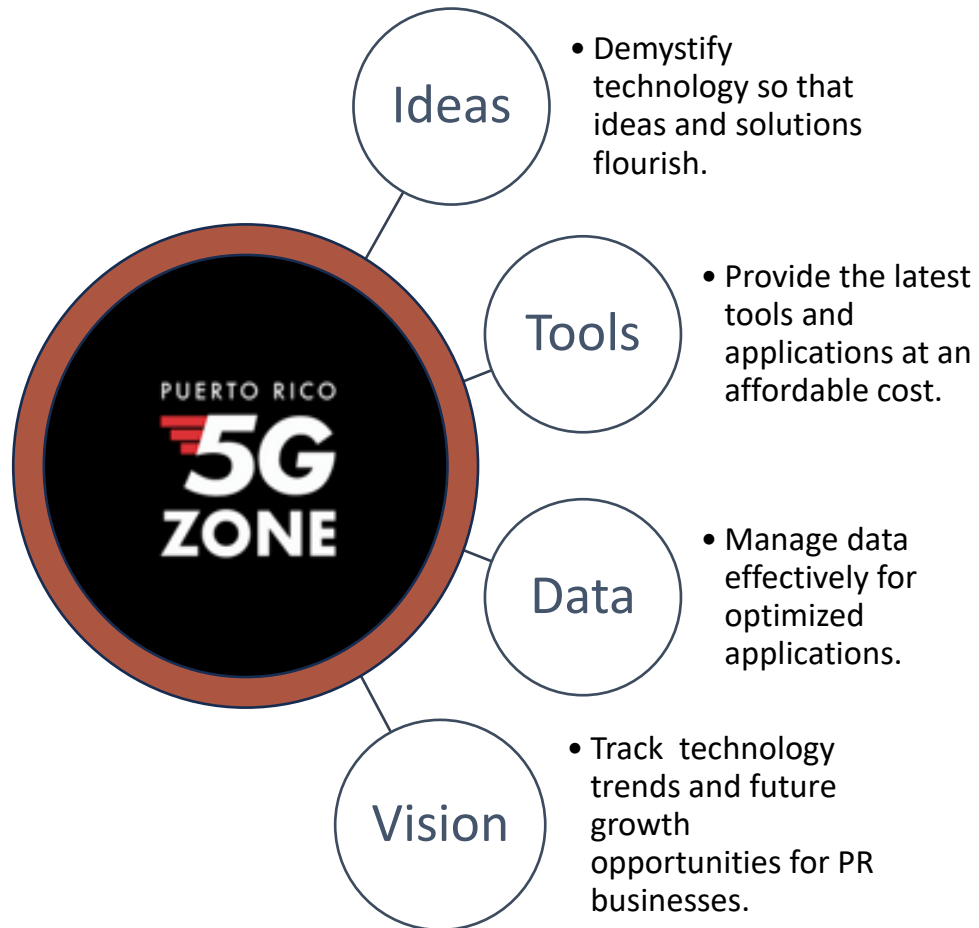 Ideas
• Demystify
technology so that
ideas and solutions
flourish.
Tools
• Provide the latest
tools and
applications at an
affordable cost.
PUERTO RICO
5G
ZONE
Data
• Manage data
effectively for
optimized
applications.
Vision
• Track  technology
trends and future
growth
opportunities for PR
businesses.